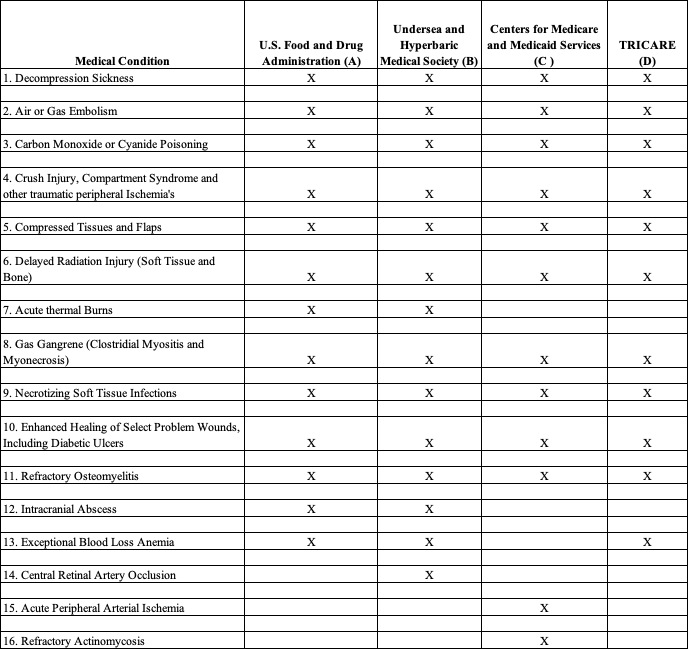 Medical Condition
U.S. Food and Drug
Administration (A)
Undersea and
Hyperbaric
Medical Society (B)
Centers for Medicare
and Medicaid Services
(C )
TRICARE
(D)
1. Decompression Sickness X X X X
2. Air or Gas Embolism X X X X
3. Carbon Monoxide or Cyanide Poisoning X X X X
4. Crush Injury, Compartment Syndrome and
other traumatic peripheral Ischemia's X X X X
5. Compressed Tissues and Flaps X X X X
6. Delayed Radiation Injury (Soft Tissue and
Bone) X X X X
7. Acute thermal Burns X X
8. Gas Gangrene (Clostridial Myositis and
Myonecrosis) X X X X
9. Necrotizing Soft Tissue Infections X X X X
10. Enhanced Healing of Select Problem Wounds,
Including Diabetic Ulcers X X X X
11. Refractory Osteomyelitis X X X X
12. Intracranial Abscess X X
13. Exceptional Blood Loss Anemia X X X
14. Central Retinal Artery Occlusion X
15. Acute Peripheral Arterial Ischemia X
16. Refractory Actinomycosis X